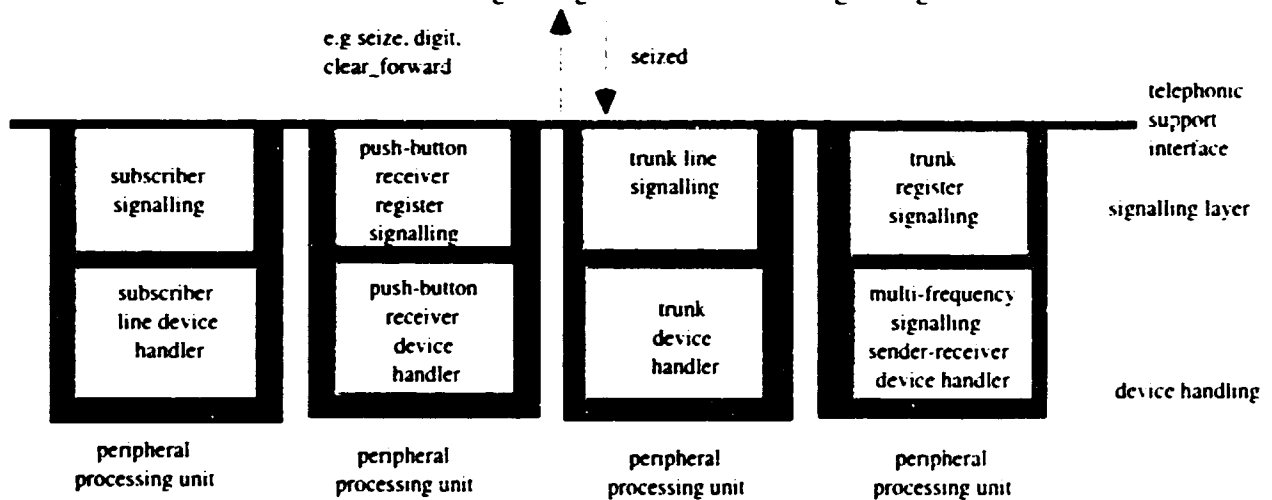 e.g seize, digit,
clear_forward
seized
telephonic
support
interface
subscriber
signalling
push-button
receiver
register
signalling
trunk line
signalling
trunk
register
signalling
signalling layer
subscriber
line device
handler
push-button
receiver
device
handler
trunk
device
handler
multi-frequency
signalling
sender-receiver
device handler
device handling
peripheral
processing unit
peripheral
processing unit
peripheral
processing unit
peripheral
processing unit